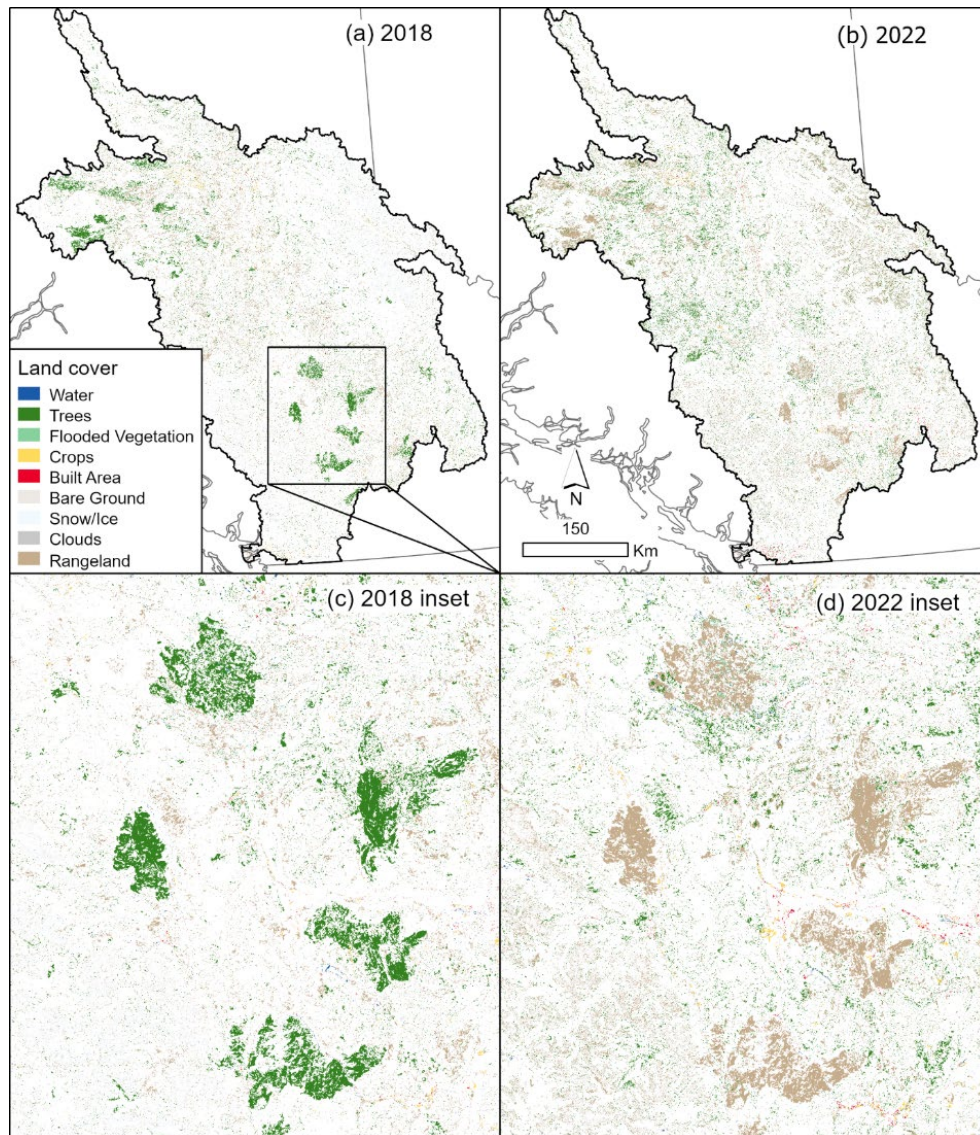 (a) 2018
(b) 2022
Land cover
Water
Trees
Flooded Vegetation
Crops
Built Area
Bare Ground
Snow/Ice
Clouds
Rangeland
N
150
Km
(c) 2018 inset
(d) 2022 inset